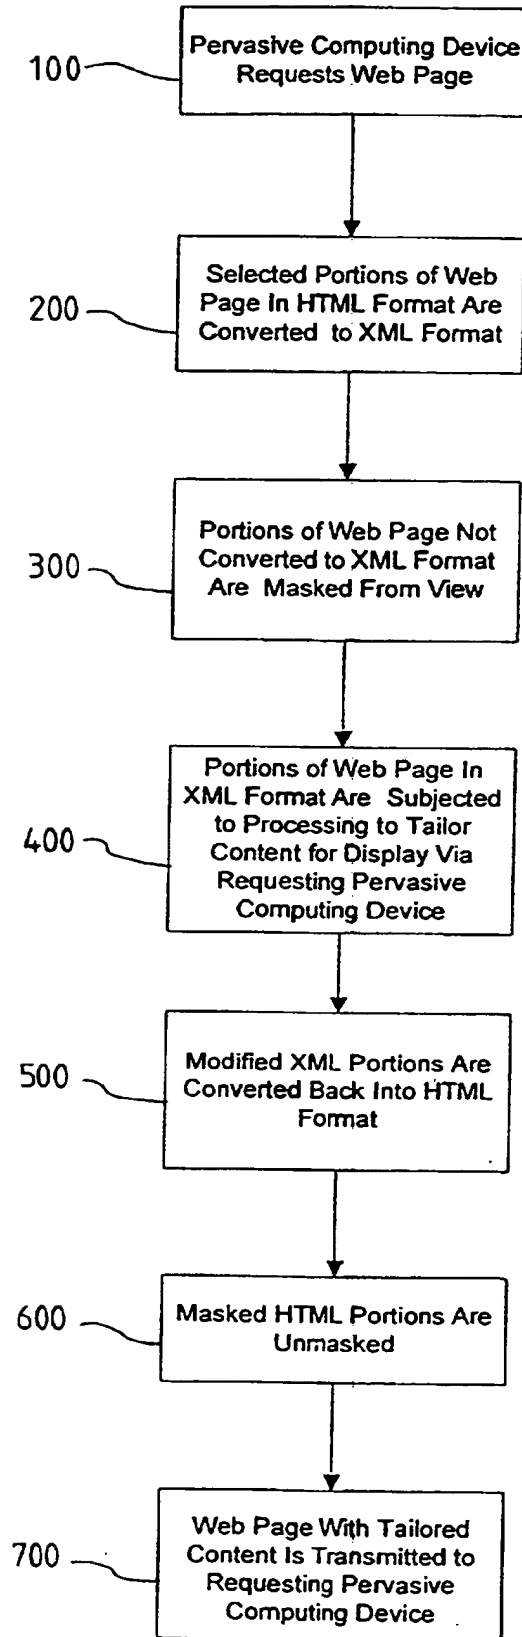 100
Pervasive Computing Device
Requests Web Page
200
Selected Portions of Web
Page In HTML Format Are
Converted to XML Format
300
Portions of Web Page Not
Converted to XML Format
Are Masked From View
400
Portions of Web Page In
XML Format Are Subjected
to Processing to Tailor
Content for Display Via
Requesting Pervasive
Computing Device
500
Modified XML Portions Are
Converted Back Into HTML
Format
600
Masked HTML Portions Are
Unmasked
700
Web Page With Tailored
Content Is Transmitted to
Requesting Pervasive
Computing Device